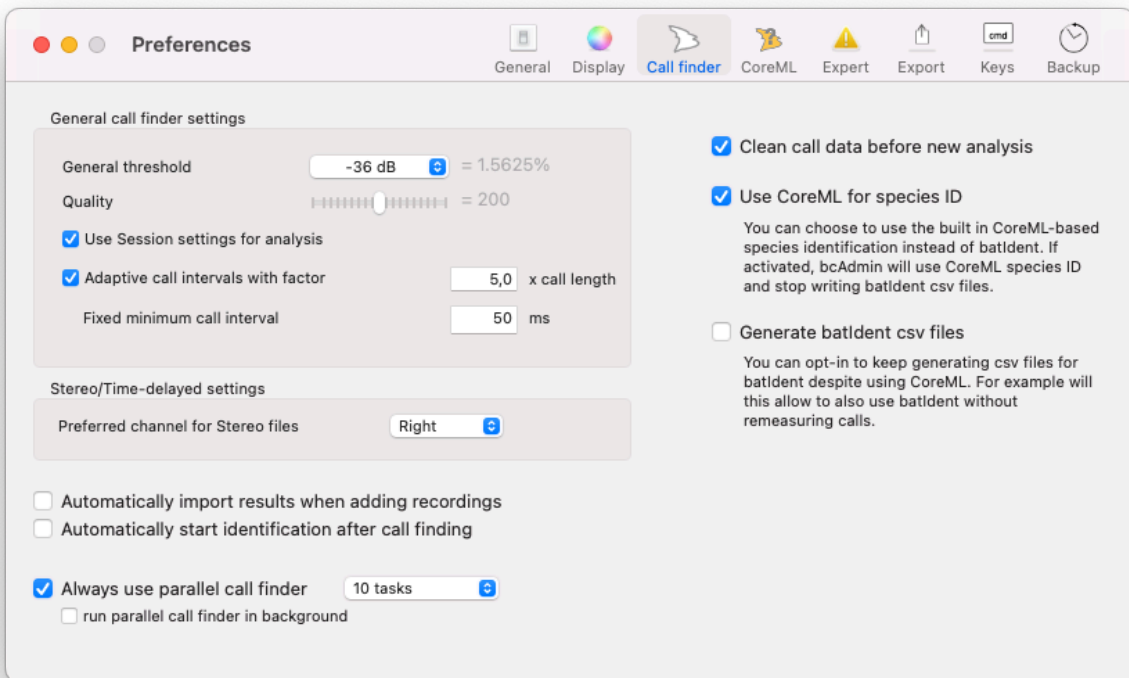 Preferences
General
Display
Call finder
CoreML
Expert
Export
cmd
Keys
Backup
General call finder settings
General threshold -36 dB = 1.5625%
Quality = 200
Use Session settings for analysis
Adaptive call intervals with factor 5,0 x call length
Fixed minimum call interval 50 ms
Stereo/Time-delayed settings
Preferred channel for Stereo files Right
Automatically import results when adding recordings
Automatically start identification after call finding
Always use parallel call finder 10 tasks
run parallel call finder in background
Clean call data before new analysis
Use CoreML for species ID
You can choose to use the built in CoreML-based
species identification instead of batIdent. If
activated, bcAdmin will use CoreML species ID
and stop writing batIdent csv files.
Generate batIdent csv files
You can opt-in to keep generating csv files for
batIdent despite using CoreML. For example will
this allow to also use batIdent without
remeasuring calls.